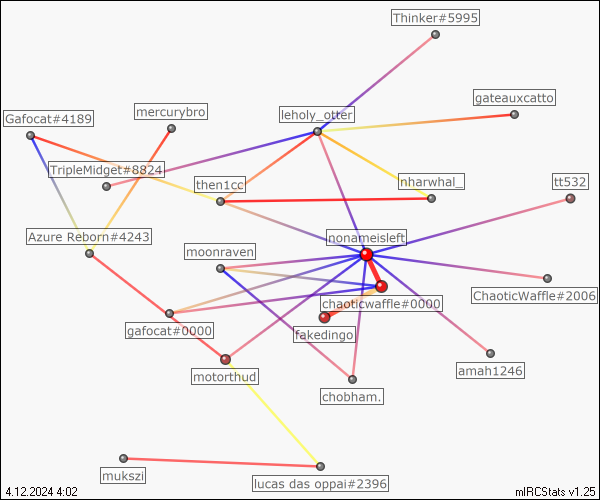 Thinker#5995
gateauxcatto
mercurybro
leholy_otter
Gafocat#4189
TripleMidget#8824
then1cc
nharwhal_
tt532
Azure Reborn#4243
nonameisleft
moonraven
ChaoticWaffle#2006
chaoticwaffle#0000
gafocat#0000
fakedingo
amah1246
motorthud
chobham.
mukszi
lucas das oppai#2396
4.12.2024 4:02
mIRCStats v1.25